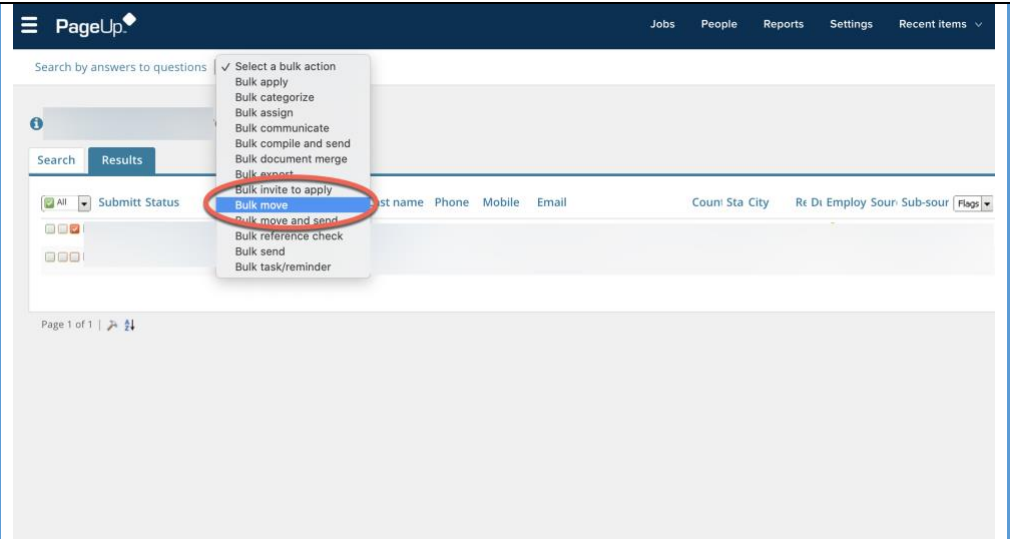 PageUp. Jobs People Reports Settings Recent items
Search by answers to questions
Select a bulk action
Bulk apply
Bulk categorize
Bulk assign
Bulk communicate
Bulk compile and send
Bulk document merge
Bulk export
Bulk invite to apply
Bulk move
Bulk move and send
Bulk reference check
Bulk send
Bulk task/reminder
Search Results
All Submitt Status ast name Phone Mobile Email Coun Sta City Re Employ Sour Sub-sour Flags
Page 1 of 1 |